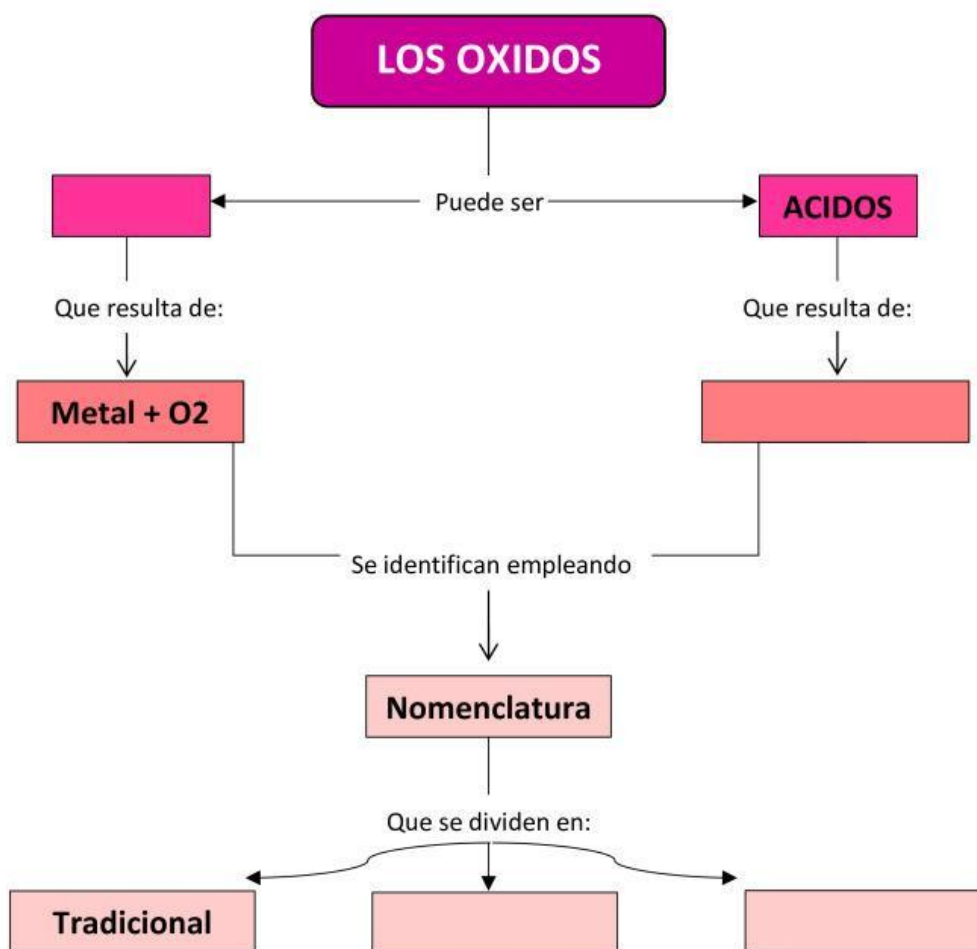 LOS OXIDOS
Puede ser
ACIDOS
Que resulta de:
Que resulta de:
Metal + O2
Se identifican empleando
Nomenclatura
Que se dividen en:
Tradicional